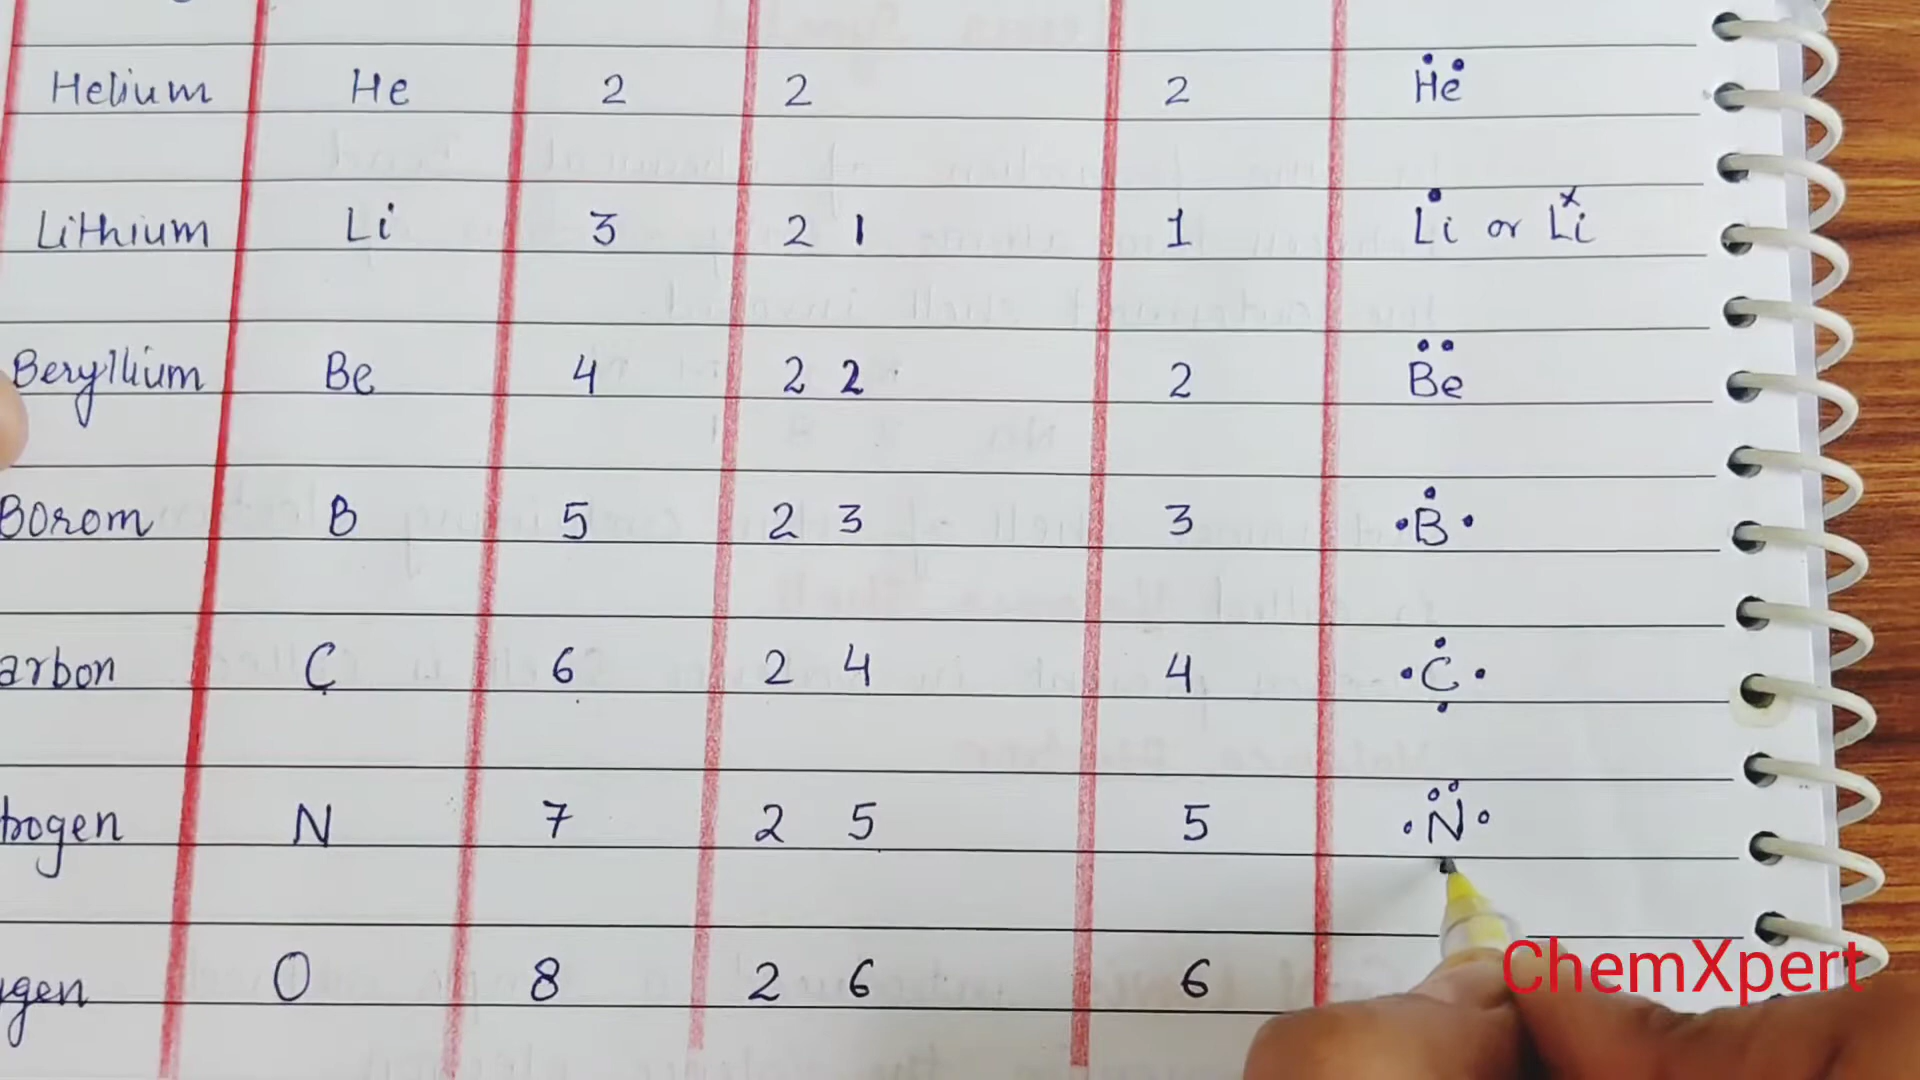 Helium He 2 2 2 He
Lithium Li 3 2 1 1 Li or Li
Beryllium Be 4 2 2 2 Be
Borom B 5 2 3 3 B
arbon C 6 2 4 4 C
trogen N 7 2 5 5 N
ygen O 8 2 6 6
ChemXpert